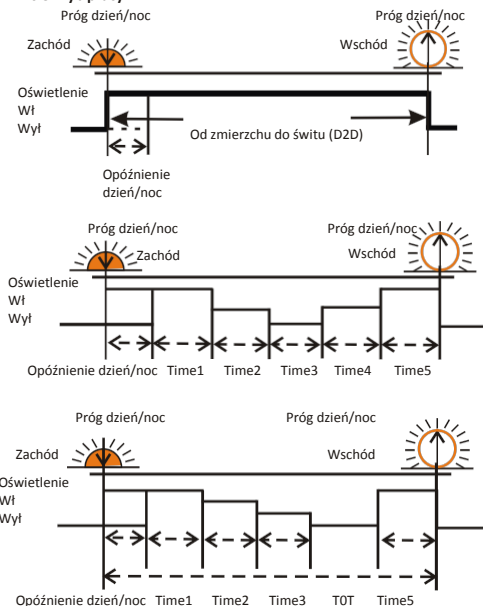 Próg dzień/noc Próg dzień/noc
Zachód Wschód
Oświetlenie
Wł
Wył
Od zmierzchu do świtu (D2D)
Opóźnienie
dzień/noc
Próg dzień/noc Próg dzień/noc
Zachód Wschód
Oświetlenie
Wł
Wył
Opóźnienie dzień/noc Time1 Time2 Time3 Time4 Time5
Próg dzień/noc Próg dzień/noc
Zachód Wschód
Oświetlenie
Wł
Wył
Opóźnienie dzień/noc Time1 Time2 Time3 T0T Time5